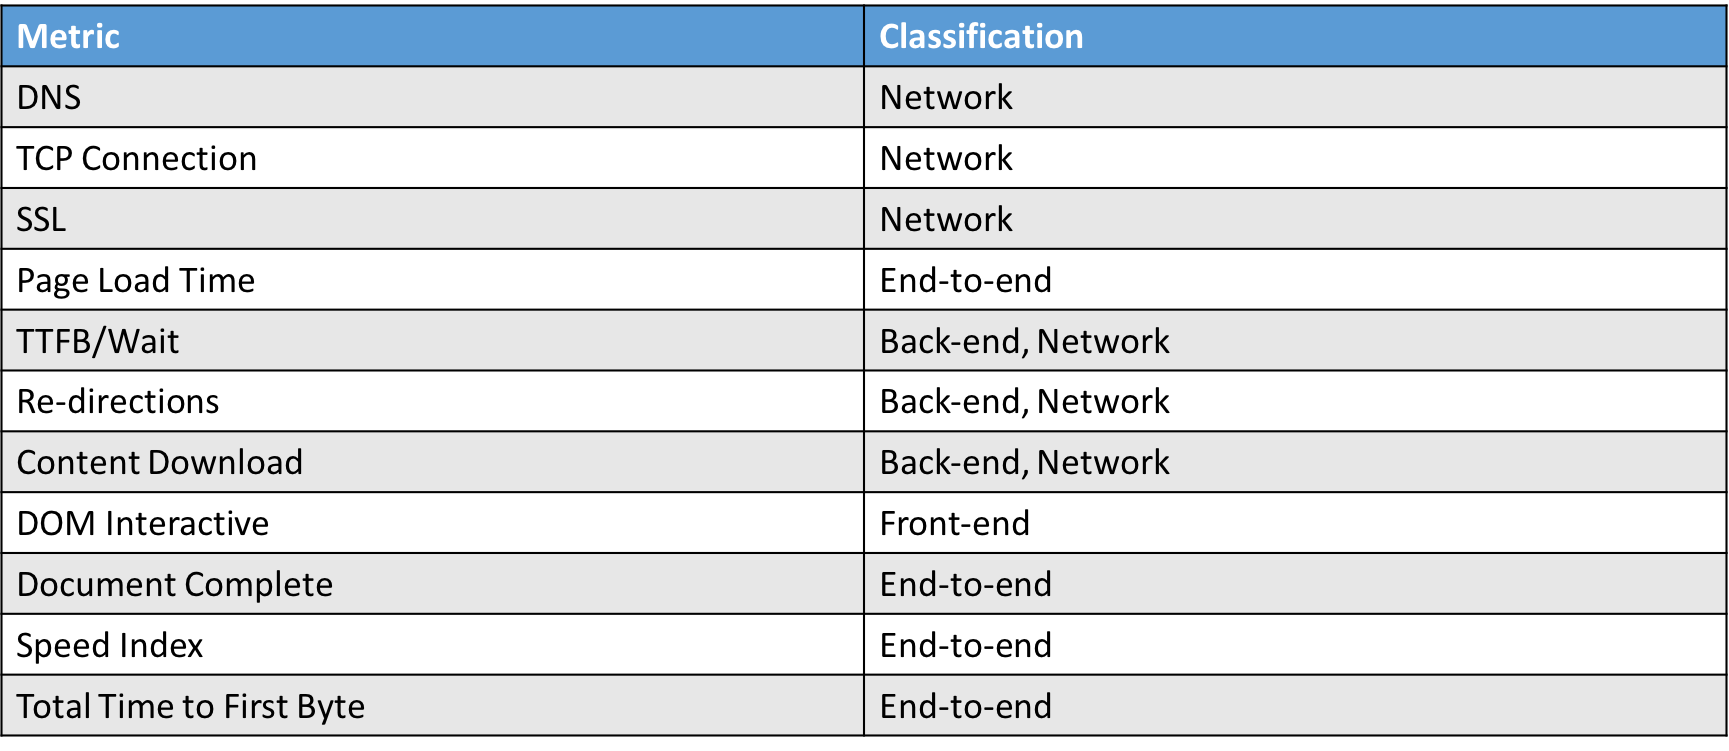 Metric Classification
DNS Network
TCP Connection Network
SSL Network
Page Load Time End-to-end
TTFB/Wait Back-end, Network
Re-directions Back-end, Network
Content Download Back-end, Network
DOM Interactive Front-end
Document Complete End-to-end
Speed Index End-to-end
Total Time to First Byte End-to-end